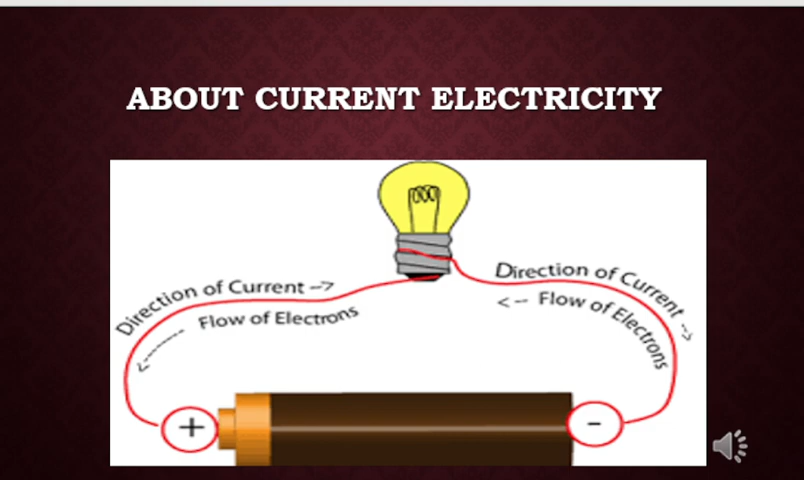 ABOUT CURRENT ELECTRICITY
Direction of Current -->
Flow of Electrons
<--------
Direction of Current -->
<-- Flow of Electrons
+
-